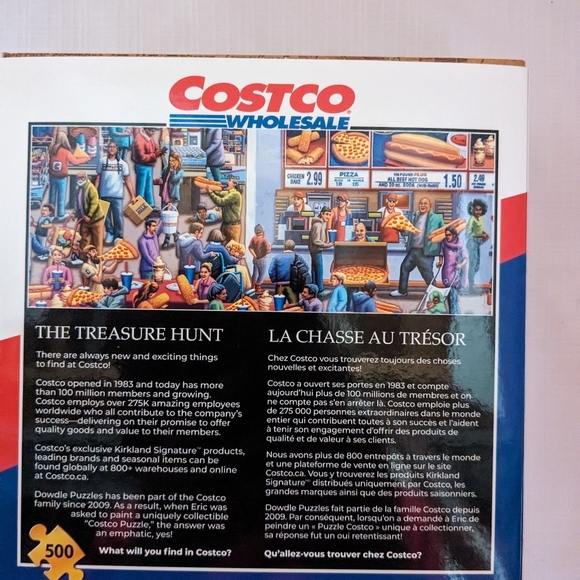 COSTCO
WHOLESALE
CHICKEN BAKE 2.99
PIZZA
ALL BEEF HOT DOG
AND 20 oz. SODA (With Refill)
1.50
THE TREASURE HUNT
There are always new and exciting things
to find at Costco!
Costco opened in 1983 and today has more
than 100 million members and growing.
Costco employs over 275K amazing employees
worldwide who all contribute to the company's
success—delivering on their promise to offer
quality goods and value to their members.
Costco's exclusive Kirkland Signature™ products,
leading brands and seasonal items can be
found globally at 800+ warehouses and online
at Costco.ca.
Dowdle Puzzles has been part of the Costco
family since 2009. As a result, when Eric was
asked to paint a uniquely collectible
"Costco Puzzle," the answer was
an emphatic, yes!
What will you find in Costco?
500
LA CHASSE AU TRÉSOR
Chez Costco vous trouverez toujours des choses
nouvelles et excitantes!
Costco a ouvert ses portes en 1983 et compte
aujourd'hui plus de 100 millions de membres et on
ne compte pas s'en arrêter là. Costco emploie plus
de 275 000 personnes extraordinaires dans le monde
entier qui contribuent toutes à son succès et l'aident
à tenir son engagement d'offrir des produits de
qualité et de valeur à ses clients.
Nous avons plus de 800 entrepôts à travers le monde
et une plateforme de vente en ligne sur le site
Costco.ca. Vous y trouverez les produits Kirkland
Signature™ distribués uniquement par Costco, les
grandes marques ainsi que des produits saisonniers.
Dowdle Puzzles fait partie de la famille Costco depuis
2009. Par conséquent, lorsqu'on a demandé à Eric de
peindre un « Puzzle Costco » unique à collectionner,
sa réponse fut un oui retentissant!
Qu'allez-vous trouver chez Costco?